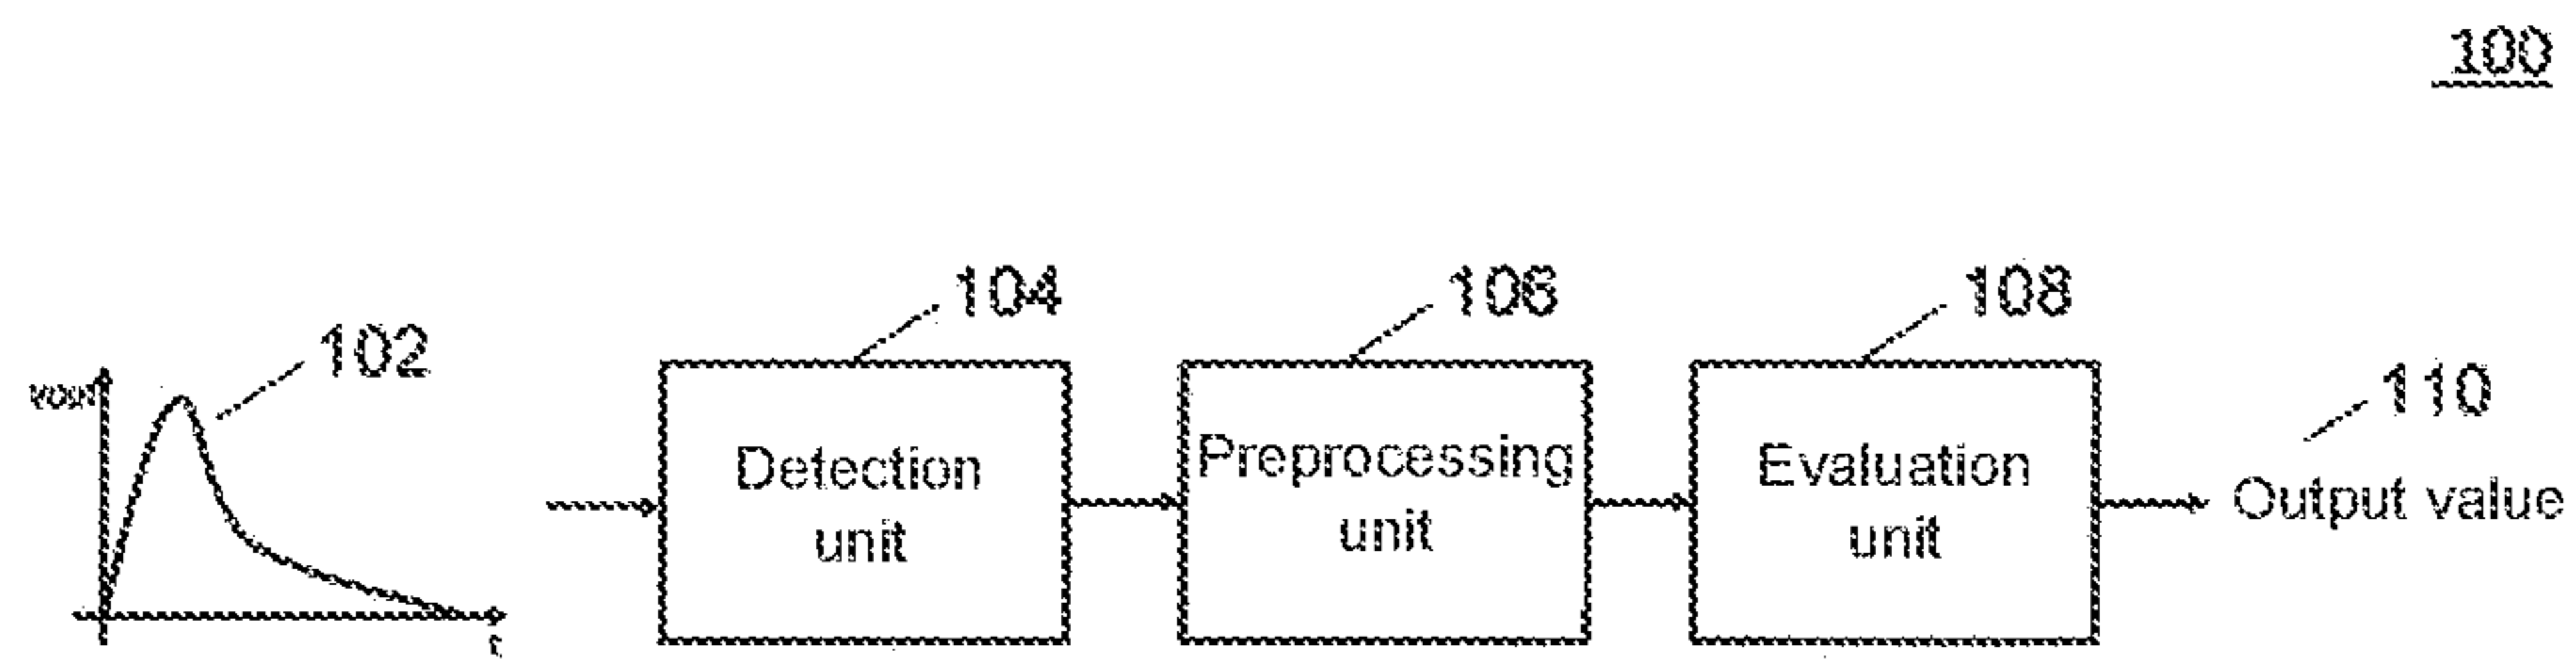 100
102
104
106
108
110
vout
t
Detection
unit
Preprocessing
unit
Evaluation
unit
Output value